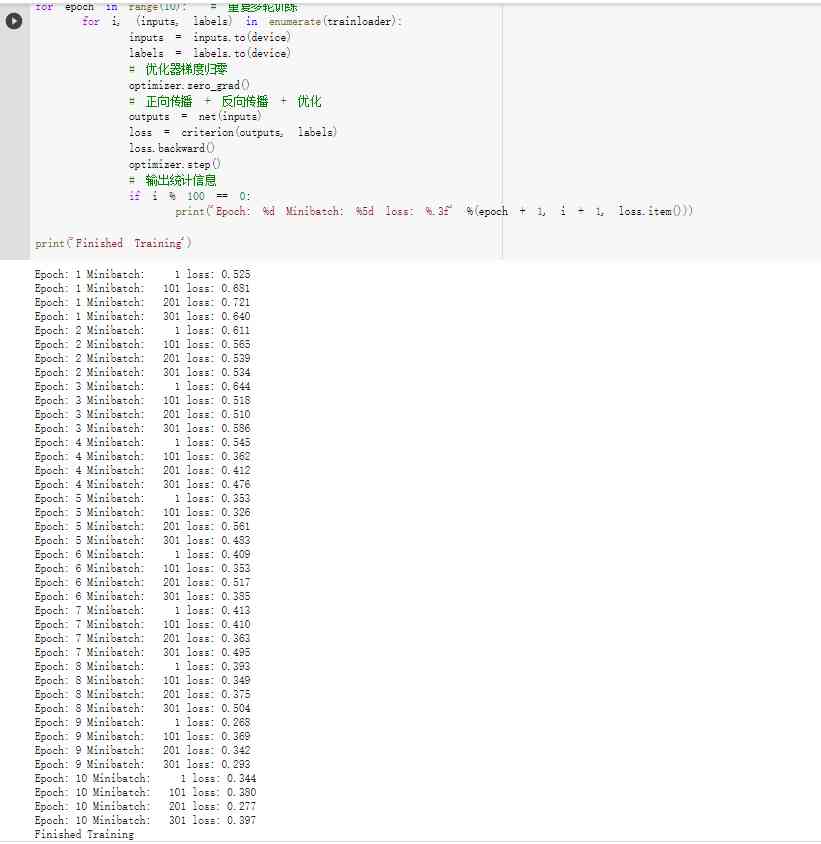 for epoch in range(10):  # 重复多轮训练
for i, (inputs, labels) in enumerate(trainloader):
inputs = inputs.to(device)
labels = labels.to(device)
# 优化器梯度归零
optimizer.zero_grad()
# 正向传播 + 反向传播 + 优化
outputs = net(inputs)
loss = criterion(outputs, labels)
loss.backward()
optimizer.step()
# 输出统计信息
if i % 100 == 0:
print("Epoch: %d Minibatch: %5d loss: %.3f" %(epoch + 1, i + 1, loss.item()))
print("Finished Training")
Epoch: 1 Minibatch:     1 loss: 0.525
Epoch: 1 Minibatch:   101 loss: 0.681
Epoch: 1 Minibatch:   201 loss: 0.721
Epoch: 1 Minibatch:   301 loss: 0.640
Epoch: 2 Minibatch:     1 loss: 0.611
Epoch: 2 Minibatch:   101 loss: 0.565
Epoch: 2 Minibatch:   201 loss: 0.539
Epoch: 2 Minibatch:   301 loss: 0.534
Epoch: 3 Minibatch:     1 loss: 0.644
Epoch: 3 Minibatch:   101 loss: 0.518
Epoch: 3 Minibatch:   201 loss: 0.510
Epoch: 3 Minibatch:   301 loss: 0.586
Epoch: 4 Minibatch:     1 loss: 0.545
Epoch: 4 Minibatch:   101 loss: 0.362
Epoch: 4 Minibatch:   201 loss: 0.412
Epoch: 4 Minibatch:   301 loss: 0.476
Epoch: 5 Minibatch:     1 loss: 0.353
Epoch: 5 Minibatch:   101 loss: 0.326
Epoch: 5 Minibatch:   201 loss: 0.561
Epoch: 5 Minibatch:   301 loss: 0.483
Epoch: 6 Minibatch:     1 loss: 0.409
Epoch: 6 Minibatch:   101 loss: 0.353
Epoch: 6 Minibatch:   201 loss: 0.517
Epoch: 6 Minibatch:   301 loss: 0.385
Epoch: 7 Minibatch:     1 loss: 0.413
Epoch: 7 Minibatch:   101 loss: 0.410
Epoch: 7 Minibatch:   201 loss: 0.363
Epoch: 7 Minibatch:   301 loss: 0.495
Epoch: 8 Minibatch:     1 loss: 0.393
Epoch: 8 Minibatch:   101 loss: 0.349
Epoch: 8 Minibatch:   201 loss: 0.375
Epoch: 8 Minibatch:   301 loss: 0.504
Epoch: 9 Minibatch:     1 loss: 0.268
Epoch: 9 Minibatch:   101 loss: 0.369
Epoch: 9 Minibatch:   201 loss: 0.342
Epoch: 9 Minibatch:   301 loss: 0.293
Epoch: 10 Minibatch:     1 loss: 0.344
Epoch: 10 Minibatch:   101 loss: 0.380
Epoch: 10 Minibatch:   201 loss: 0.277
Epoch: 10 Minibatch:   301 loss: 0.397
Finished Training